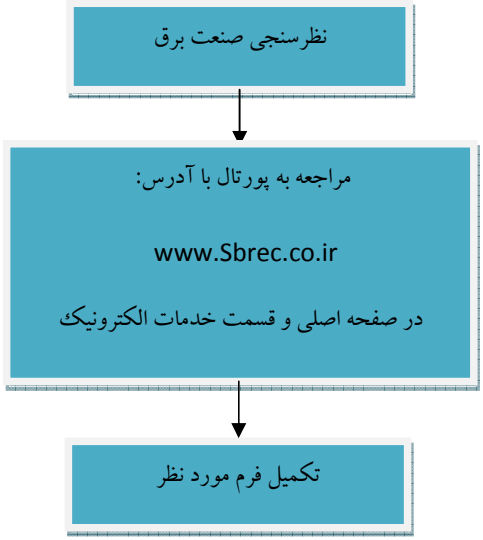 نظرسنجی صنعت برق
مراجعه به پورتال با آدرس:
www.Sbrec.co.ir
در صفحه اصلی و قسمت خدمات الکترونیک
تکمیل فرم مورد نظر